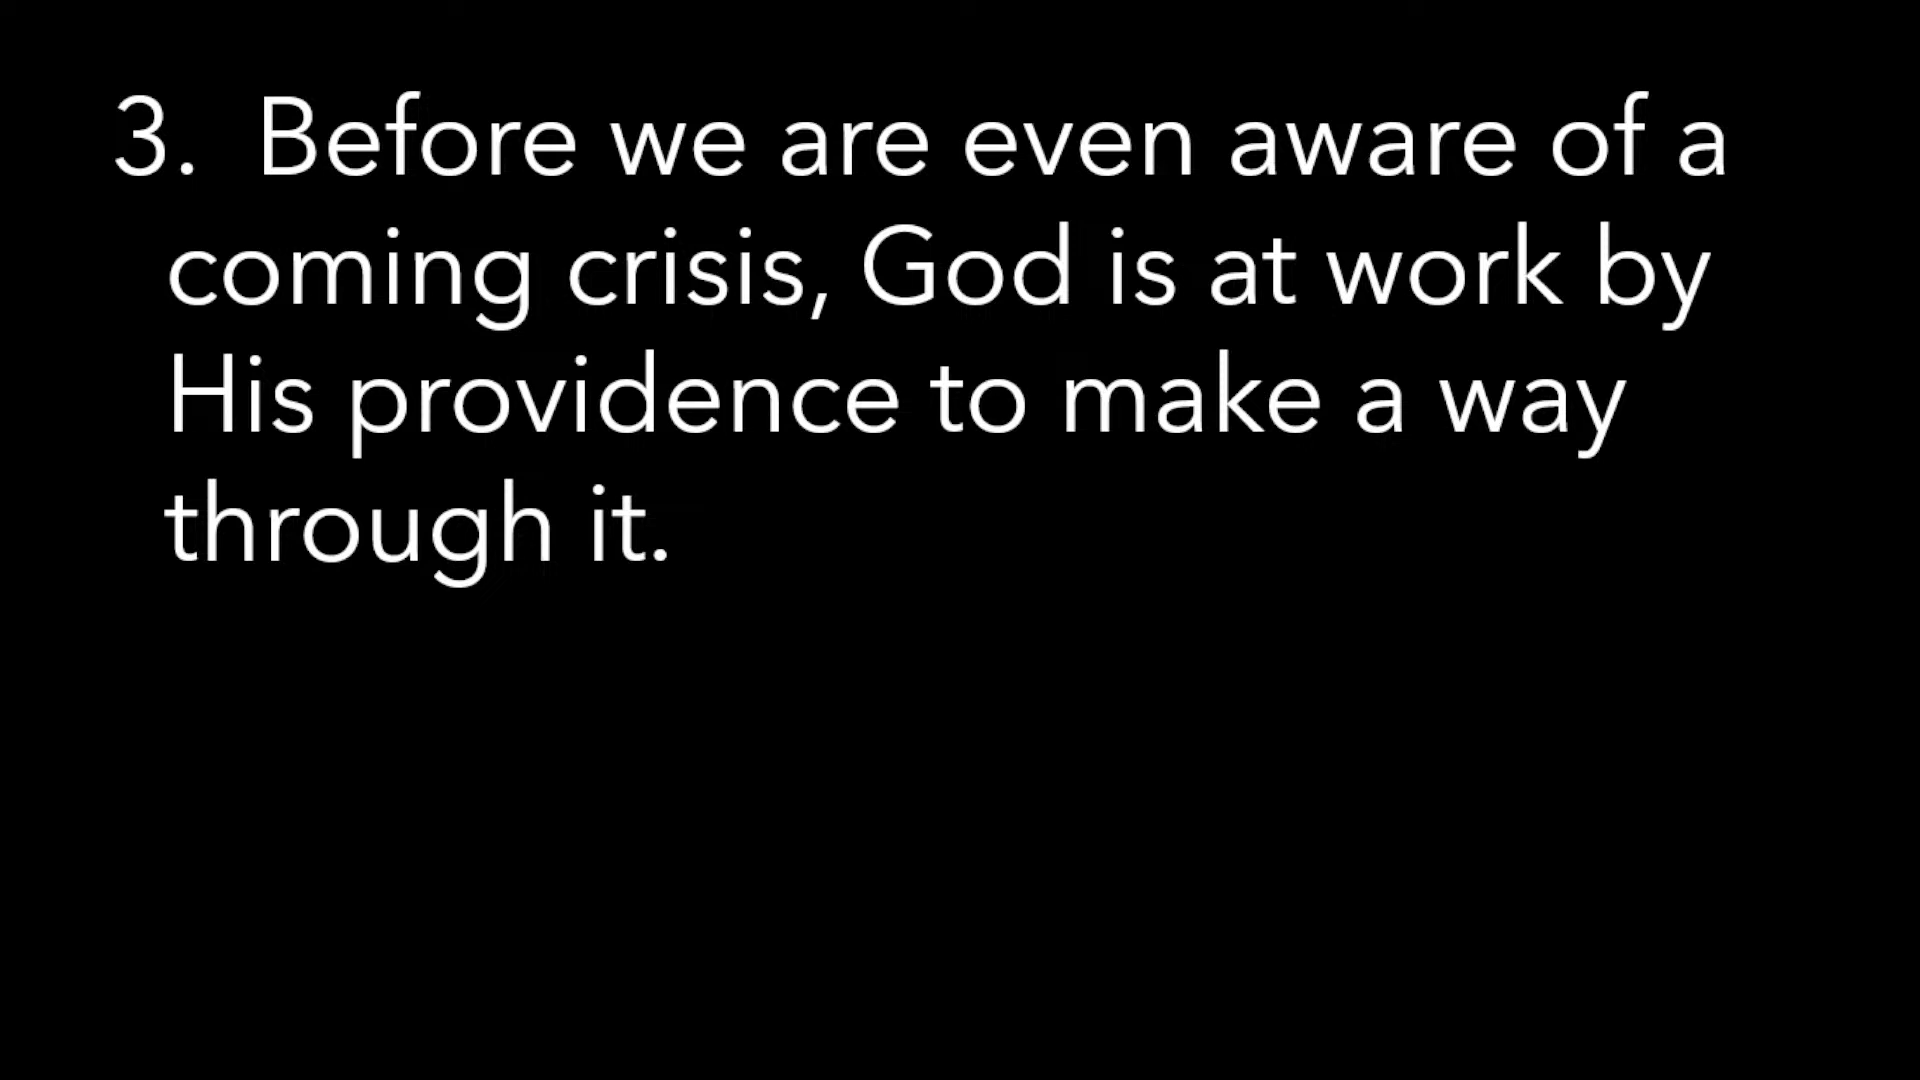 3. Before we are even aware of a
coming crisis, God is at work by
His providence to make a way
through it.